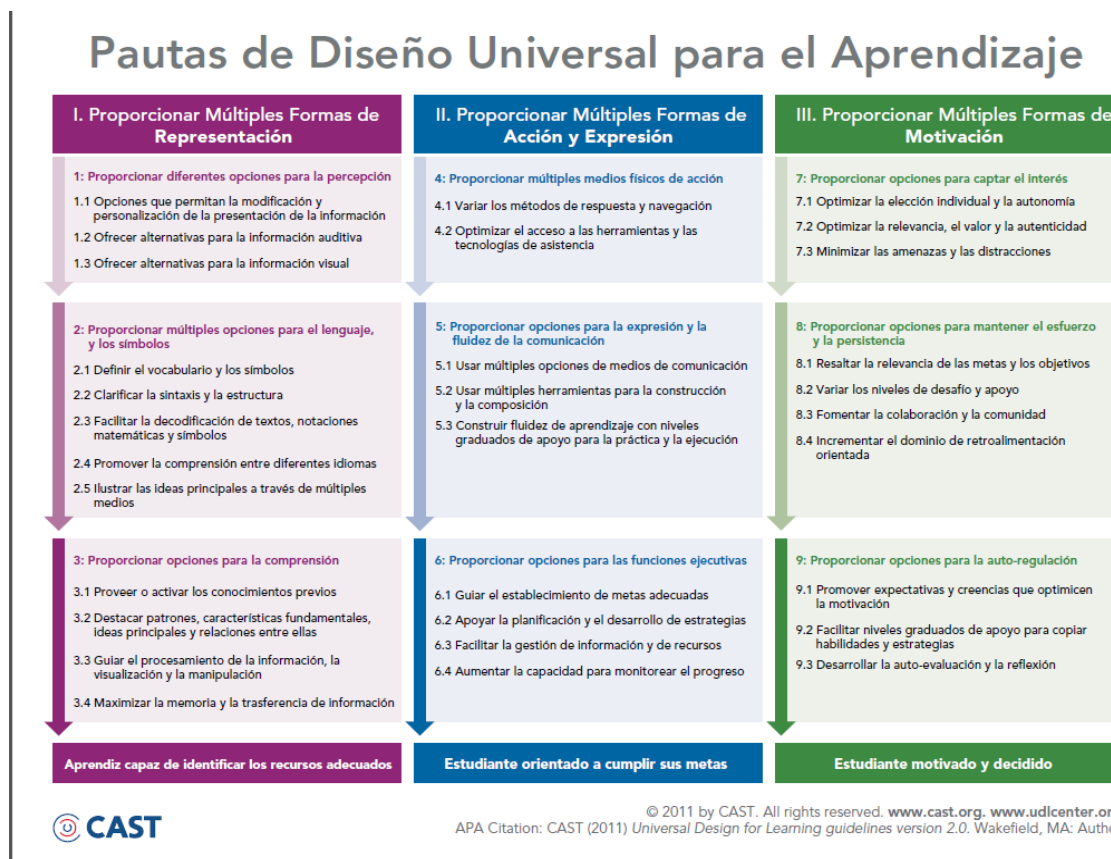 Pautas de Diseño Universal para el Aprendizaje
I. Proporcionar Múltiples Formas de
Representación
1: Proporcionar diferentes opciones para la percepción
1.1 Opciones que permitan la modificación y
personalización de la presentación de la información
1.2 Ofrecer alternativas para la información auditiva
1.3 Ofrecer alternativas para la información visual
2: Proporcionar múltiples opciones para el lenguaje,
y los símbolos
2.1 Definir el vocabulario y los símbolos
2.2 Clarificar la sintaxis y la estructura
2.3 Facilitar la decodificación de textos, notaciones
matemáticas y símbolos
2.4 Promover la comprensión entre diferentes idiomas
2.5 Ilustrar las ideas principales a través de múltiples
medios
3: Proporcionar opciones para la comprensión
3.1 Proveer o activar los conocimientos previos
3.2 Destacar patrones, características fundamentales,
ideas principales y relaciones entre ellas
3.3 Guiar el procesamiento de la información, la
visualización y la manipulación
3.4 Maximizar la memoria y la trasferencia de información
Aprendiz capaz de identificar los recursos adecuados
II. Proporcionar Múltiples Formas de
Acción y Expresión
4: Proporcionar múltiples medios físicos de acción
4.1 Variar los métodos de respuesta y navegación
4.2 Optimizar el acceso a las herramientas y las
tecnologías de asistencia
5: Proporcionar opciones para la expresión y la
fluidez de la comunicación
5.1 Usar múltiples opciones de medios de comunicación
5.2 Usar múltiples herramientas para la construcción
y la composición
5.3 Construir fluidez de aprendizaje con niveles
graduados de apoyo para la práctica y la ejecución
6: Proporcionar opciones para las funciones ejecutivas
6.1 Guiar el establecimiento de metas adecuadas
6.2 Apoyar la planificación y el desarrollo de estrategias
6.3 Facilitar la gestión de información y de recursos
6.4 Aumentar la capacidad para monitorear el progreso
Estudiante orientado a cumplir sus metas
III. Proporcionar Múltiples Formas de
Motivación
7: Proporcionar opciones para captar el interés
7.1 Optimizar la elección individual y la autonomía
7.2 Optimizar la relevancia, el valor y la autenticidad
7.3 Minimizar las amenazas y las distracciones
8: Proporcionar opciones para mantener el esfuerzo
y la persistencia
8.1 Resaltar la relevancia de las metas y los objetivos
8.2 Variar los niveles de desafío y apoyo
8.3 Fomentar la colaboración y la comunidad
8.4 Incrementar el dominio de retroalimentación
orientada
9: Proporcionar opciones para la auto-regulación
9.1 Promover expectativas y creencias que optimicen
la motivación
9.2 Facilitar niveles graduados de apoyo para copiar
habilidades y estrategias
9.3 Desarrollar la auto-evaluación y la reflexión
Estudiante motivado y decidido
CAST
© 2011 by CAST. All rights reserved. www.cast.org. www.udlcenter.or
APA Citation: CAST (2011) Universal Design for Learning guidelines version 2.0. Wakefield, MA: Autho